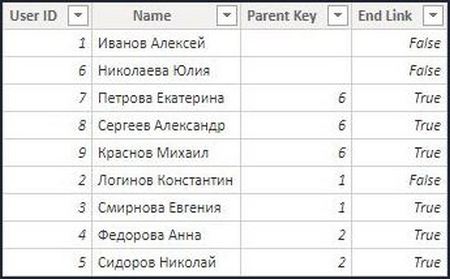 User ID Name Parent Key End Link
1 Иванов Алексей False
6 Николаева Юлия False
7 Петрова Екатерина 6 True
8 Сергеев Александр 6 True
9 Краснов Михаил 6 True
2 Логинов Константин 1 False
3 Смирнова Евгения 1 True
4 Федорова Анна 2 True
5 Сидоров Николай 2 True